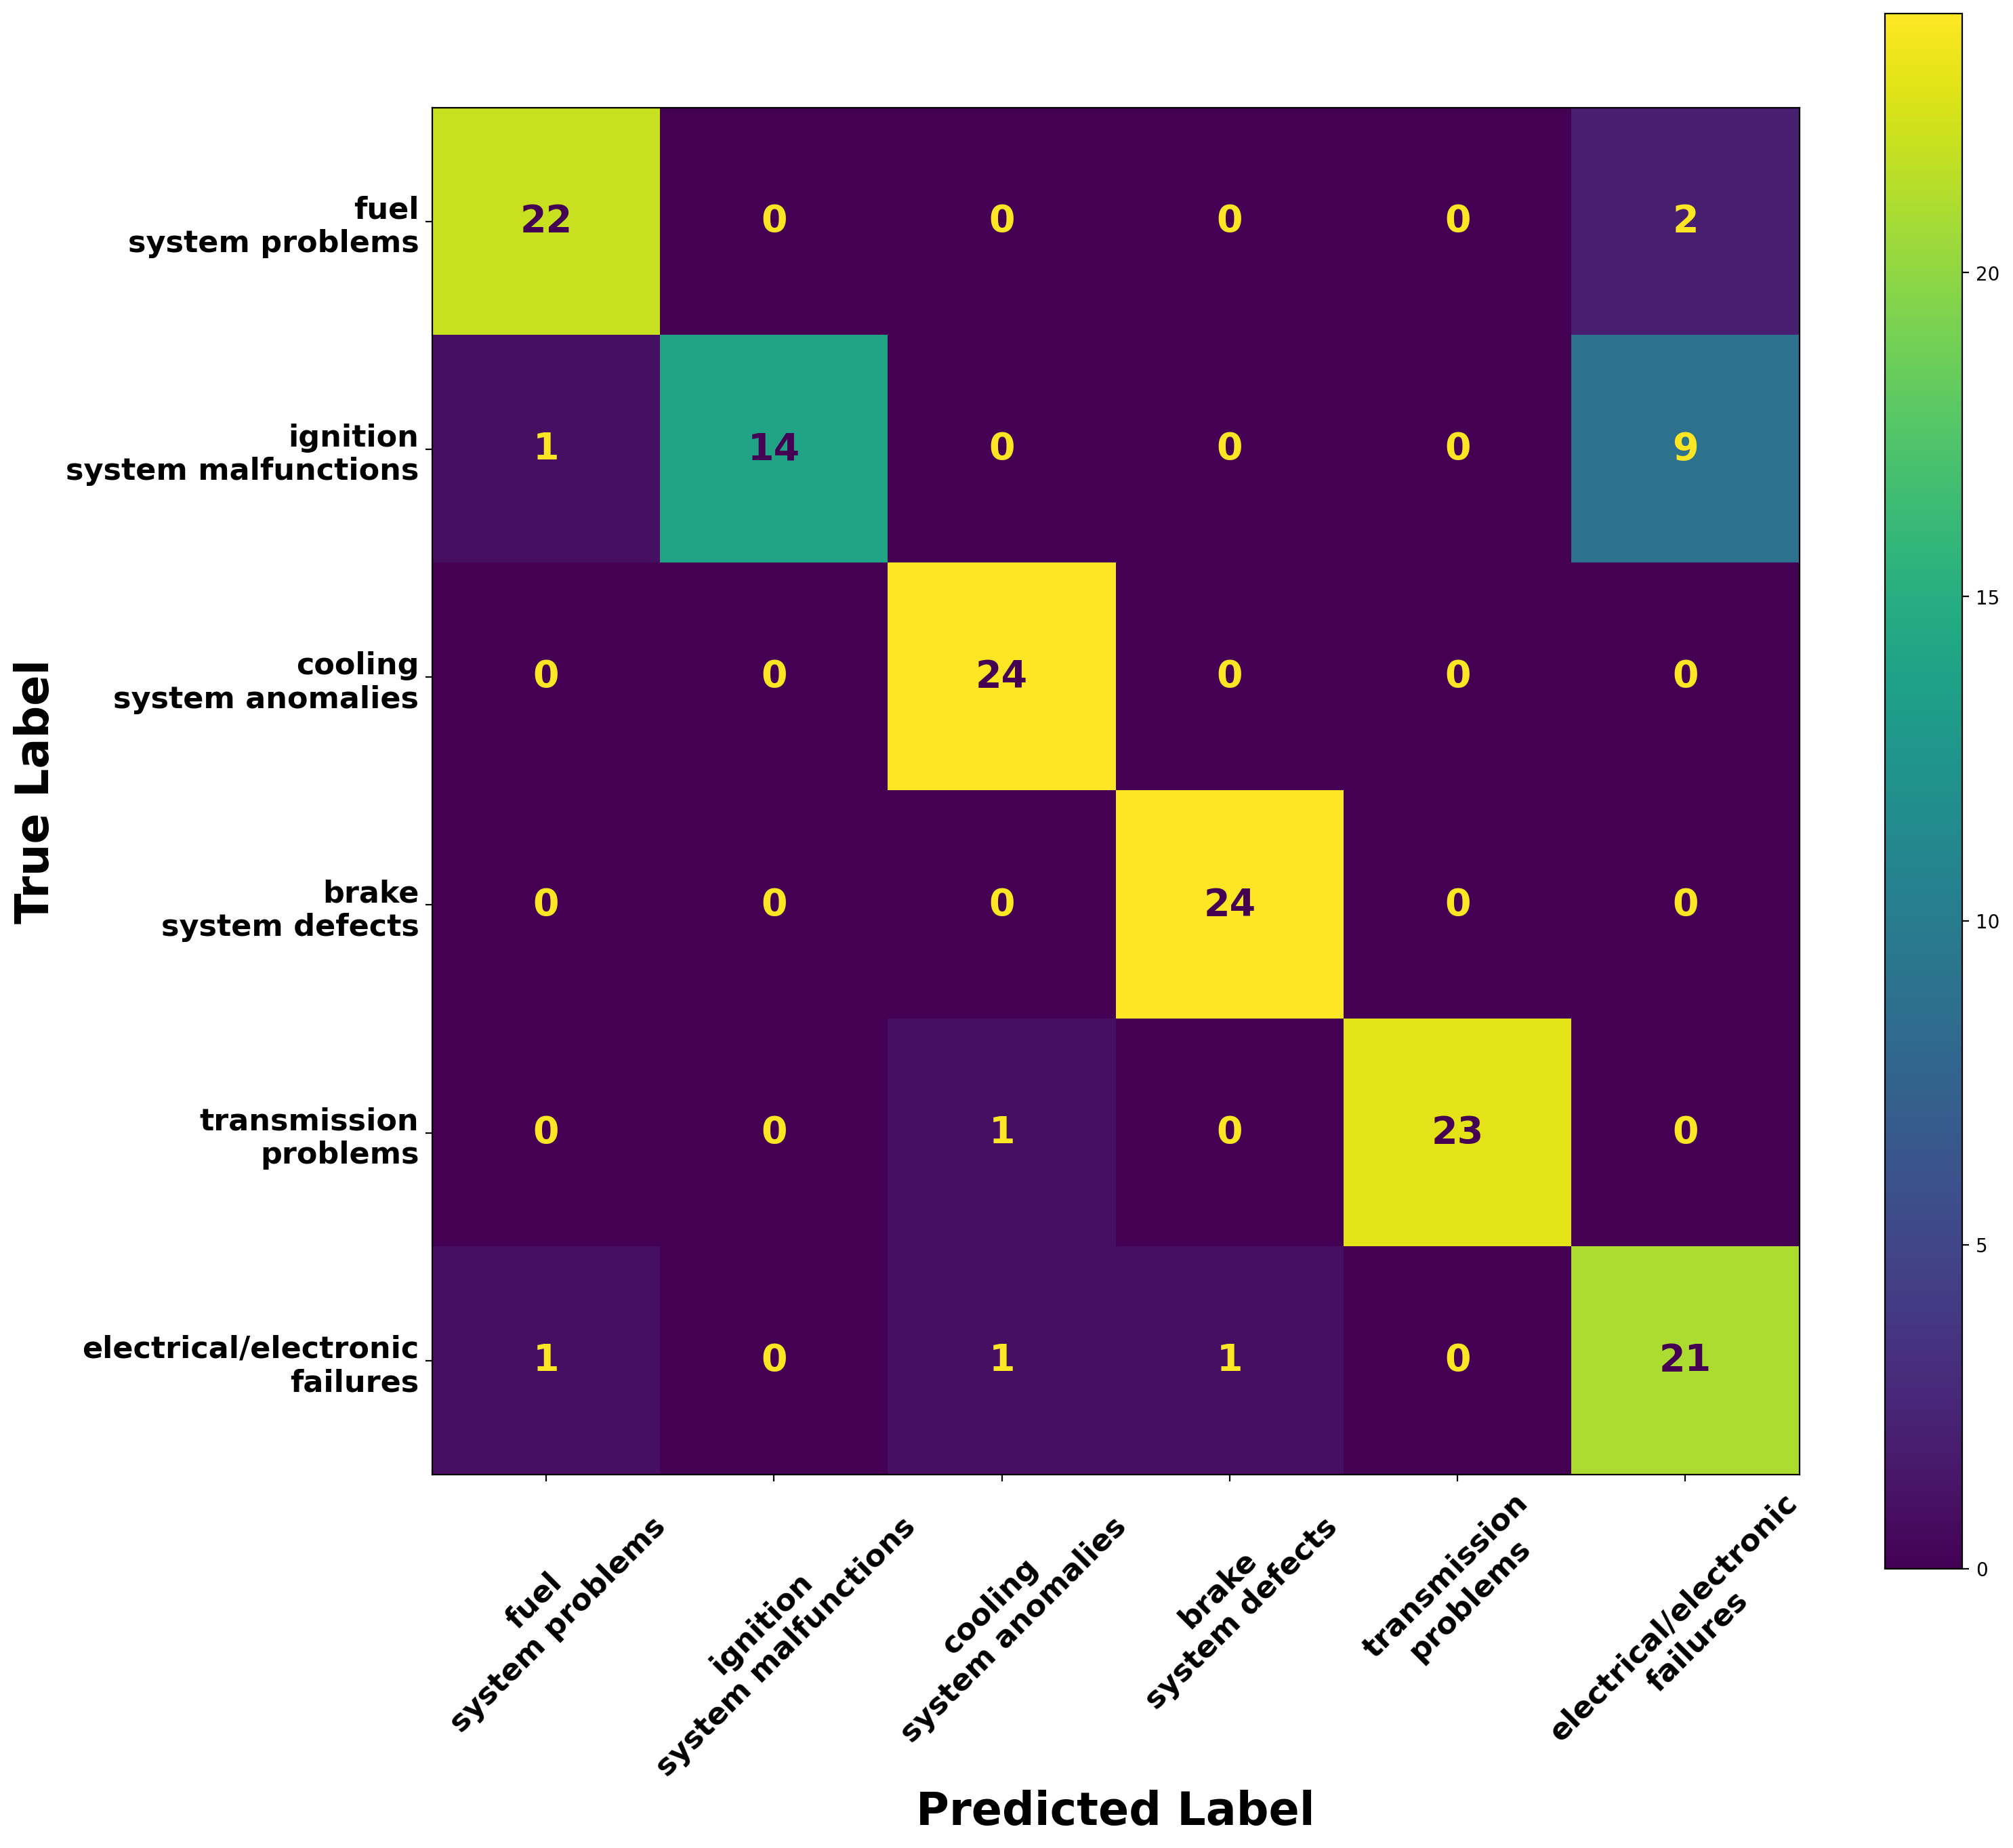 fuel
system problems
22 0 0 0 0 2
ignition
system malfunctions
1 14 0 0 0 9
cooling
system anomalies
0 0 24 0 0 0
brake
system defects
0 0 0 24 0 0
transmission
problems
0 0 1 0 23 0
electrical/electronic
failures
1 0 1 1 0 21
True Label
fuel
system problems
ignition
system malfunctions
cooling
system anomalies
brake
system defects
transmission
problems
electrical/electronic
failures
Predicted Label
20
15
10
5
0